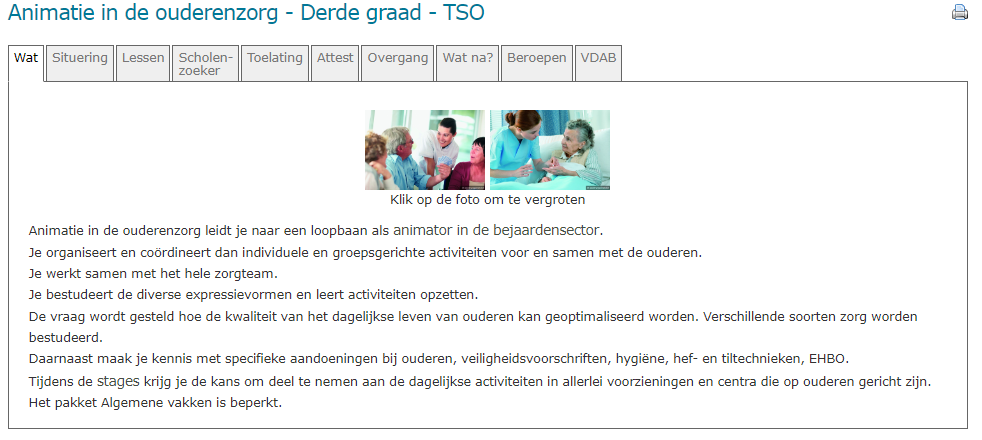 Animatie in de ouderenzorg - Derde graad - TSO
Wat Situering Lessen Scholen-zoeker Toelating Attest Overgang Wat na? Beroepen VDAB
Klik op de foto om te vergroten
Animatie in de ouderenzorg leidt je naar een loopbaan als animator in de bejaardensector.
Je organiseert en coördineert dan individuele en groepsgerichte activiteiten voor en samen met de ouderen.
Je werkt samen met het hele zorgteam.
Je bestudeert de diverse expressievormen en leert activiteiten opzetten.
De vraag wordt gesteld hoe de kwaliteit van het dagelijkse leven van ouderen kan geoptimaliseerd worden. Verschillende soorten zorg worden
bestudeerd.
Daarnaast maak je kennis met specifieke aandoeningen bij ouderen, veiligheidsvoorschriften, hygiëne, hef- en tiltechnieken, EHBO.
Tijdens de stages krijg je de kans om deel te nemen aan de dagelijkse activiteiten in allerlei voorzieningen en centra die op ouderen gericht zijn.
Het pakket Algemene vakken is beperkt.